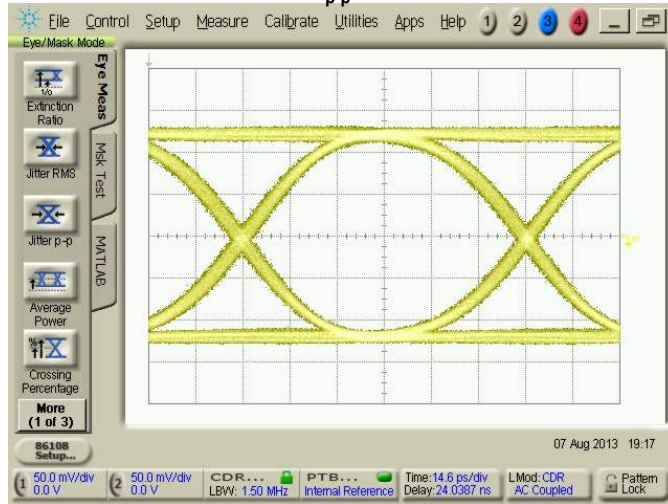 File Control Setup Measure Calibrate Utilities Apps Help 1 2 3 4
Eye/Mask Mode
Eye Meas
Msk Test
MATLAB
Extinction
Ratio
Jitter RMS
Jitter p-p
Average
Power
Crossing
Percentage
More
(1 of 3)
86108
Setup...
07 Aug 2013 19:17
1 50.0 mV/div
0.0 V
2 50.0 mV/div
0.0 V
CDR...
LBW: 1.50 MHz
PTB...
Internal Reference
Time:14.6 ps/div
Delay:24.0387 ns
LMod: CDR
AC Coupled
Pattern
Lock